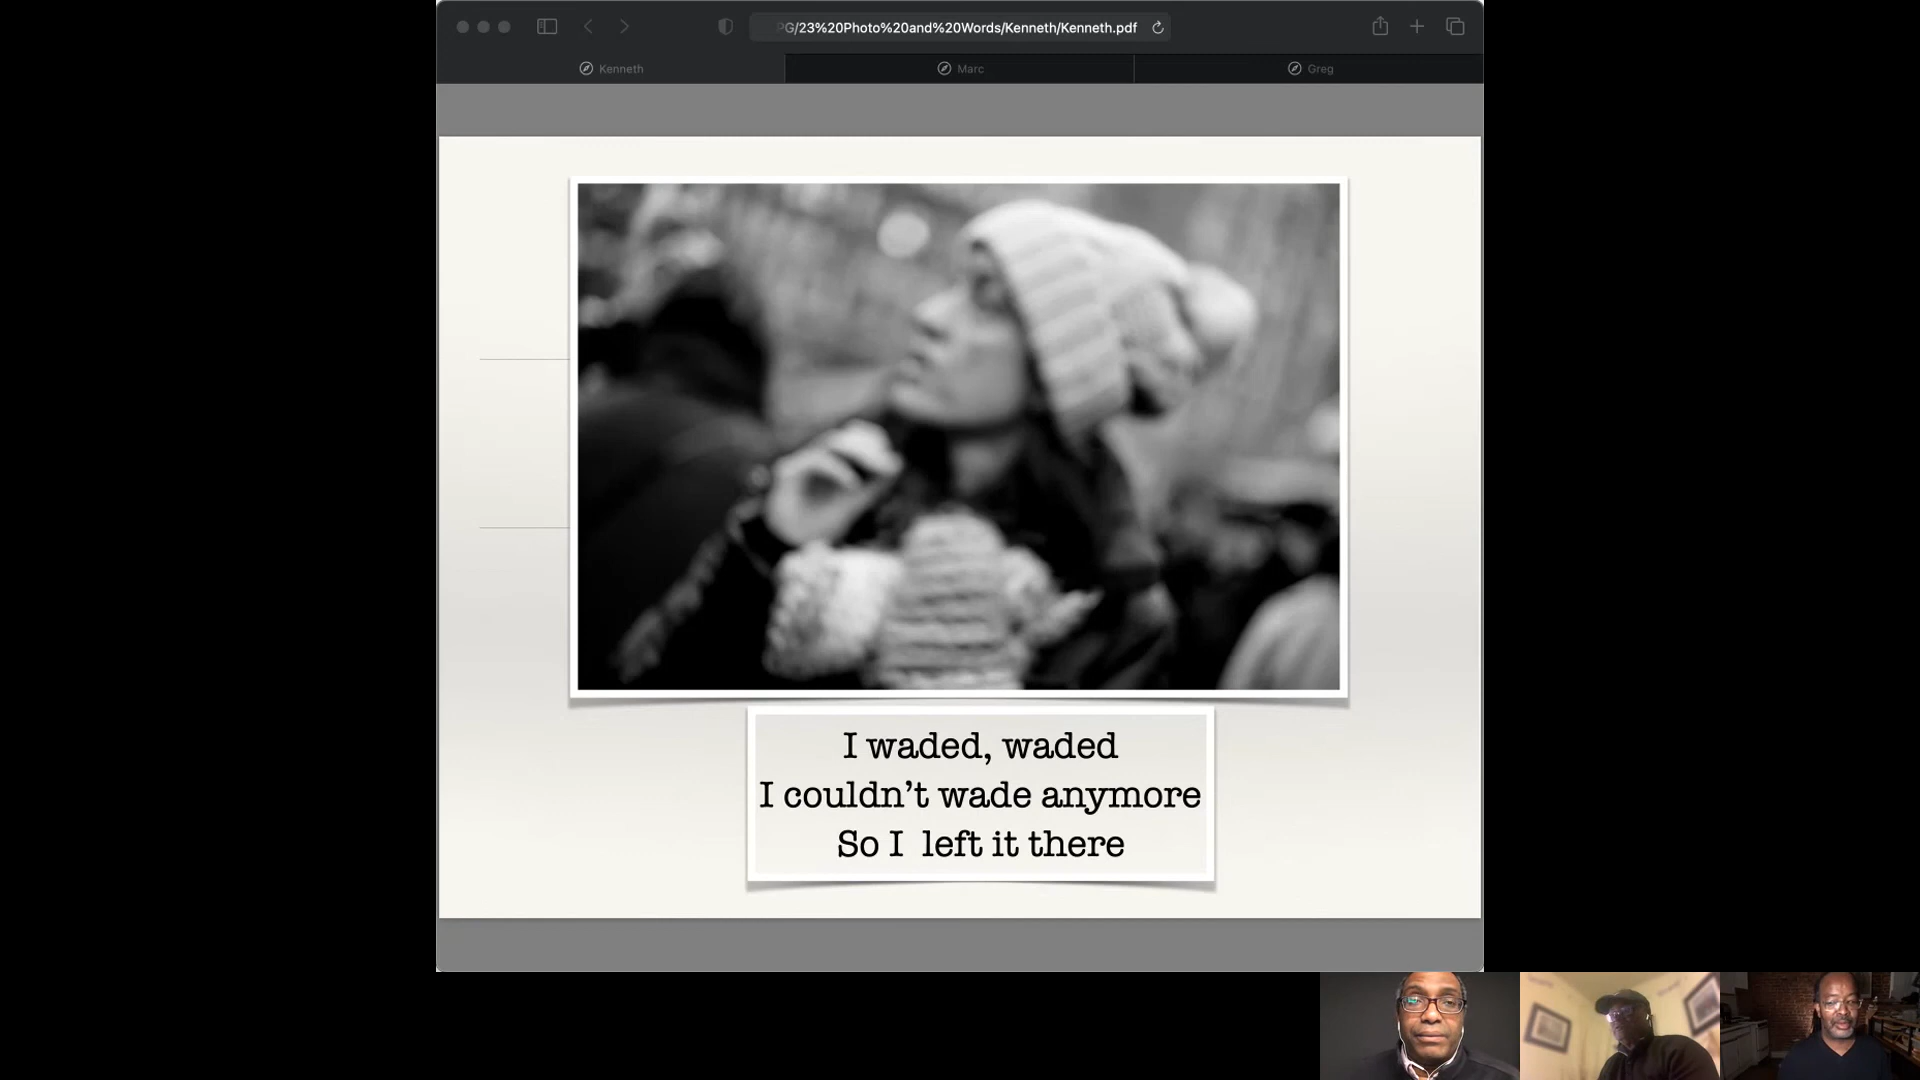 PG/23%20Photo%20and%20Words/Kenneth/Kenneth.pdf
Kenneth
Marc
Greg
I waded, waded
I couldn't wade anymore
So I left it there